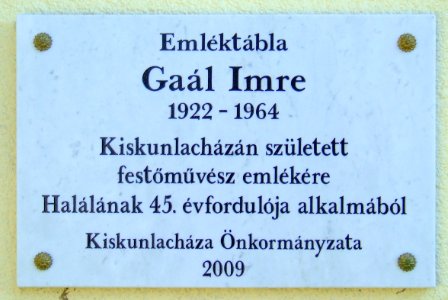 Emléktábla
Gaál Imre
1922 - 1964
Kiskunlacházán született
festőművész emlékére
Halálának 45. évfordulója alkalmából
Kiskunlacháza Önkormányzata
2009